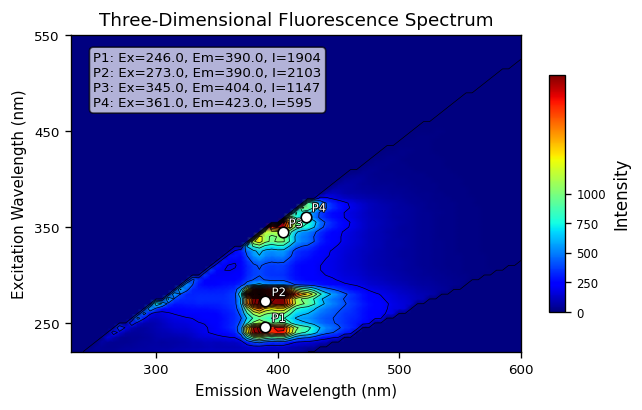 Three-Dimensional Fluorescence Spectrum
P1: Ex=246.0, Em=390.0, I=1904
P2: Ex=273.0, Em=390.0, I=2103
P3: Ex=345.0, Em=404.0, I=1147
P4: Ex=361.0, Em=423.0, I=595
550
450
350
250
Excitation Wavelength (nm)
P4
P3
P2
P1
300
400
500
600
Emission Wavelength (nm)
1000
750
500
250
0
Intensity